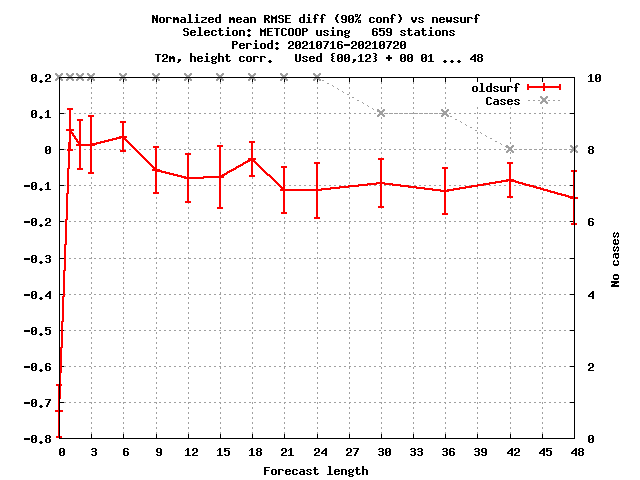 Normalized mean RMSE diff (90% conf) vs newsurf
Selection: METCOOP using   659 stations
Period: 20210716-20210720
T2m, height corr.   Used {00,12} + 00 01 ... 48
oldsurf
Cases
0.2
0.1
0
-0.1
-0.2
-0.3
-0.4
-0.5
-0.6
-0.7
-0.8
10
8
6
4
2
0
No cases
0 3 6 9 12 15 18 21 24 27 30 33 36 39 42 45 48
Forecast length